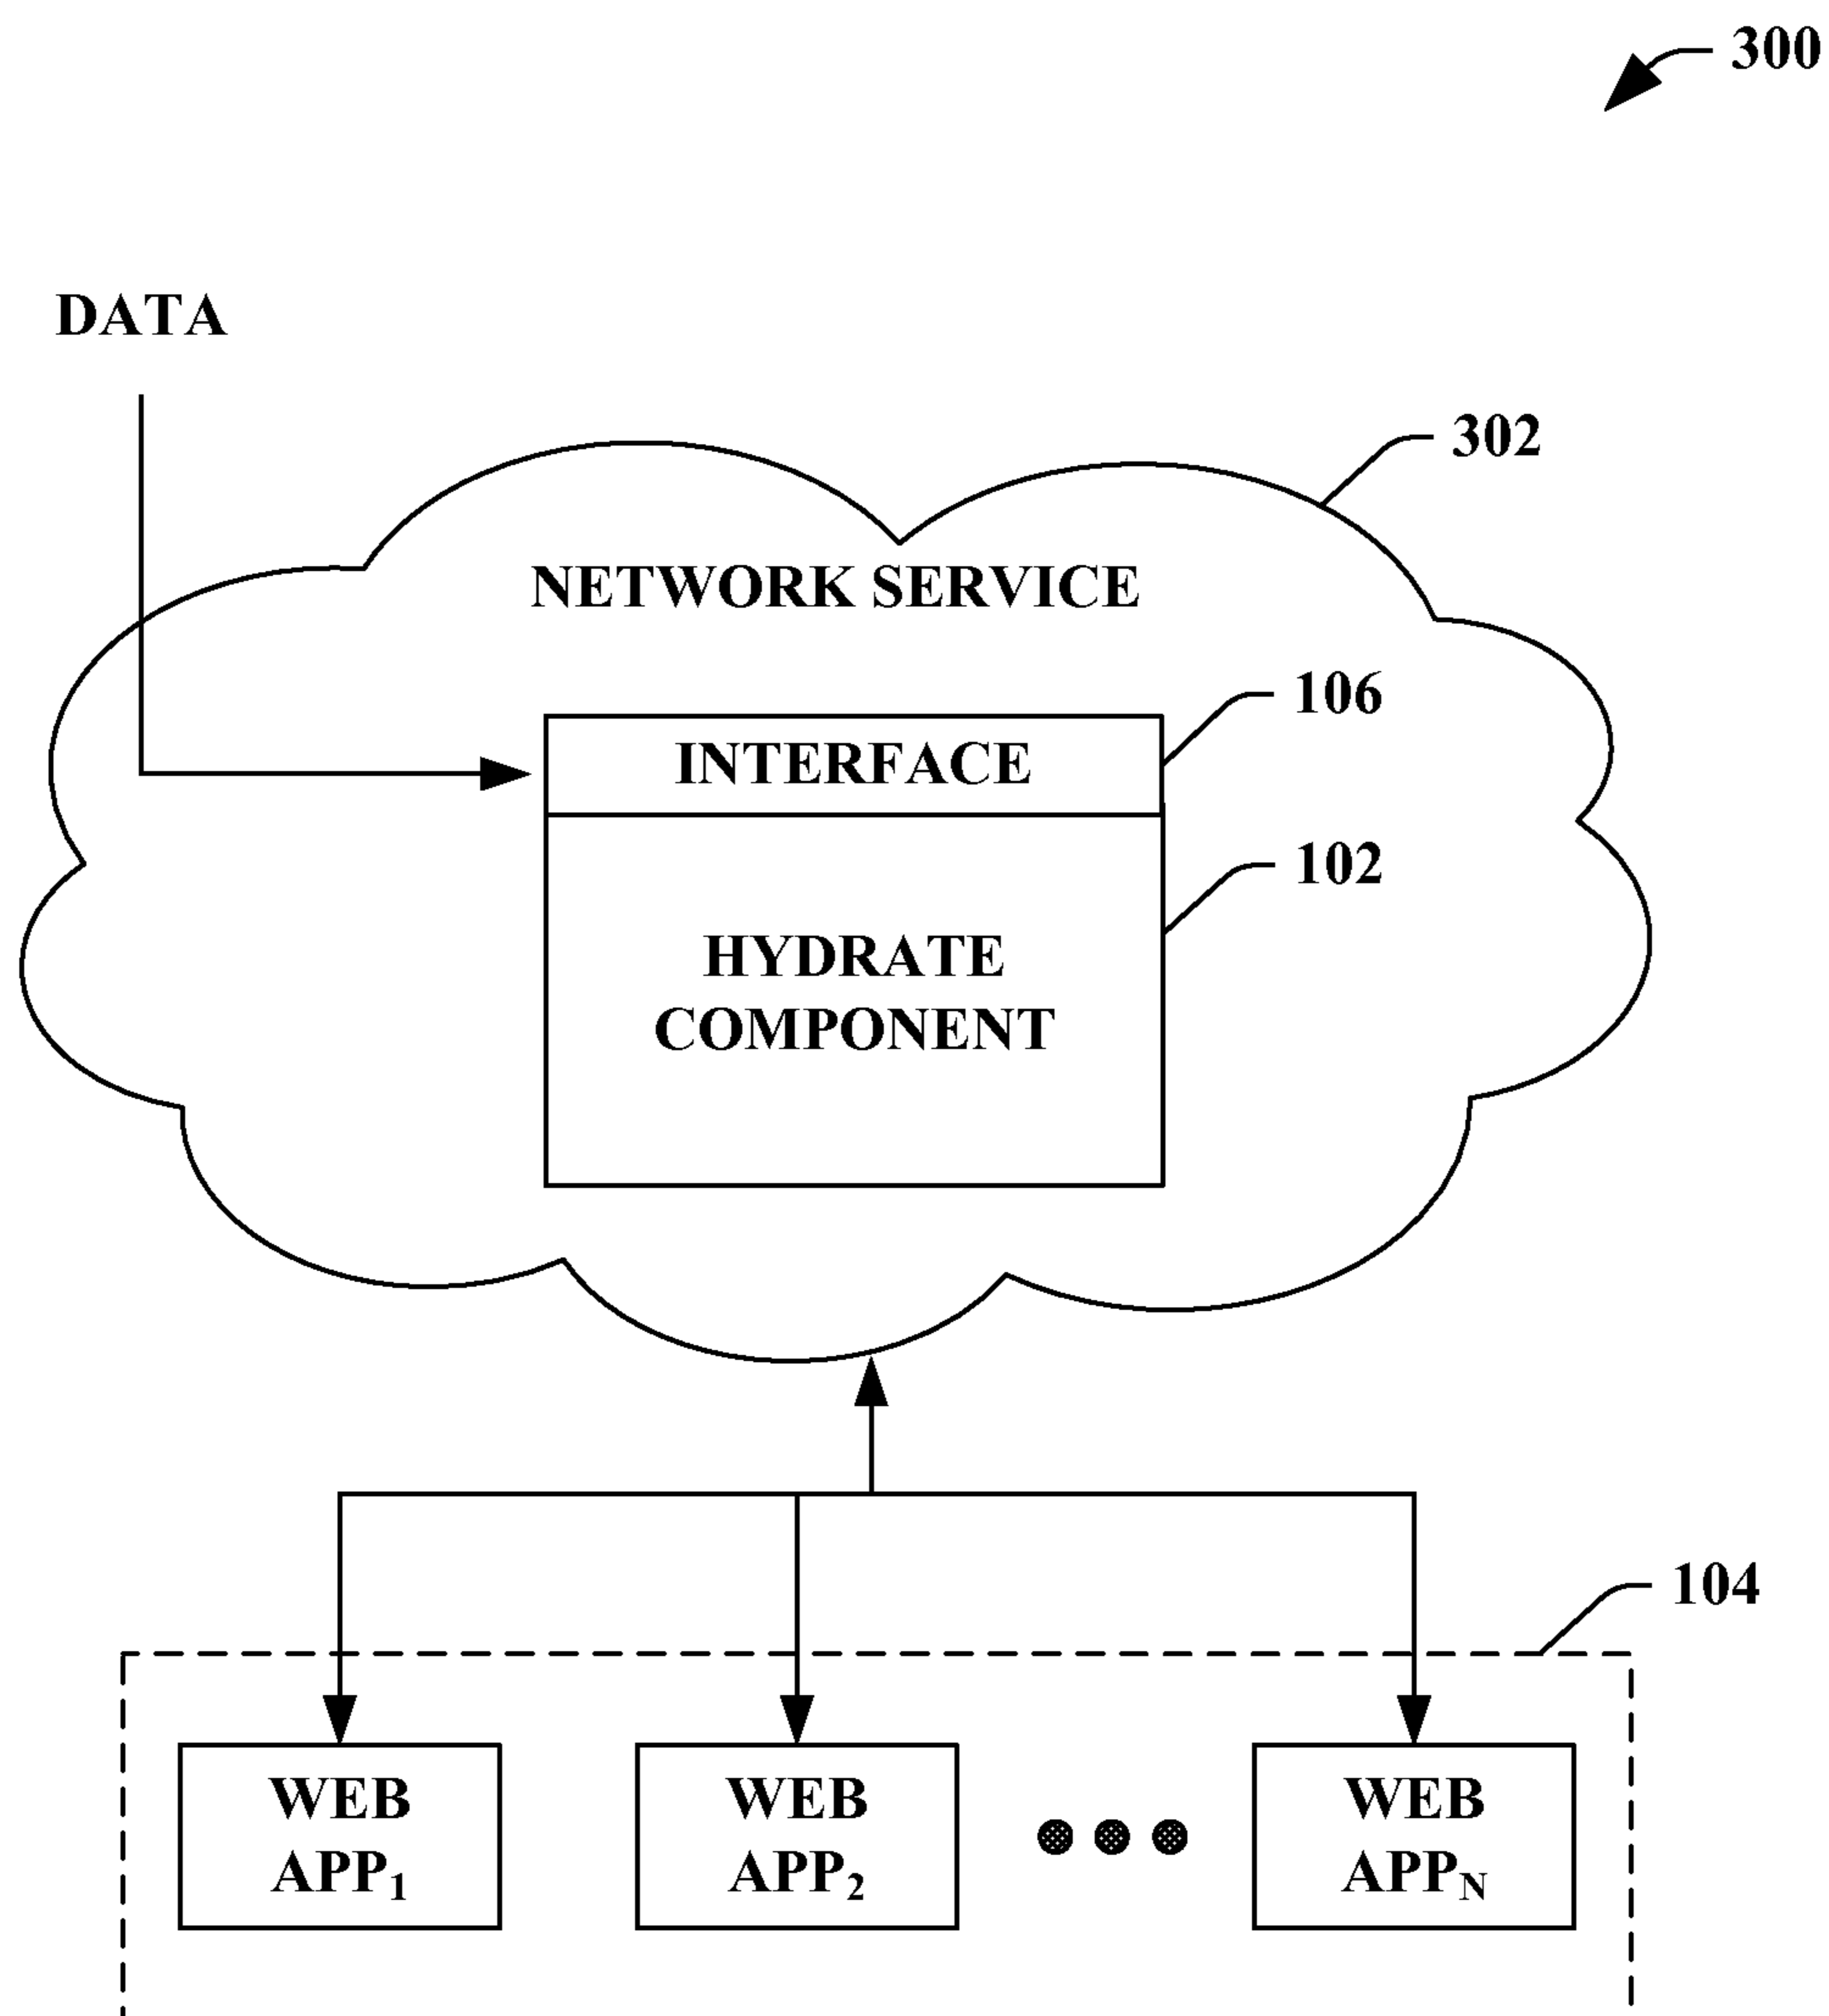 300
DATA
302
NETWORK SERVICE
106
INTERFACE
102
HYDRATE
COMPONENT
104
WEB
APP1
WEB
APP2
WEB
APPN